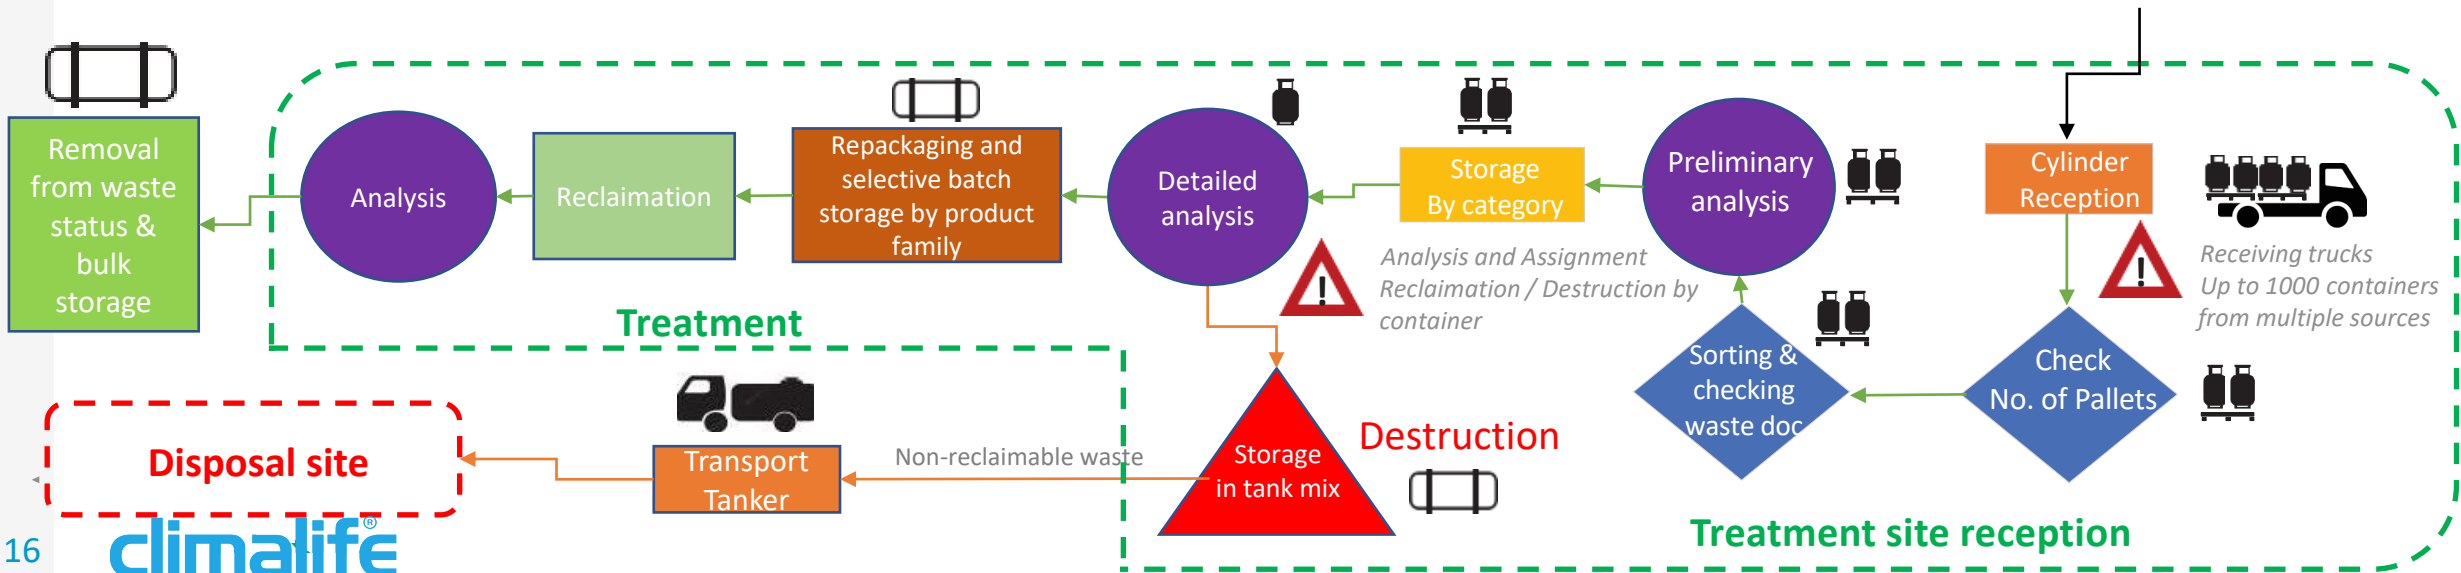 Removal
from waste
status &
bulk
storage
Analysis
Reclaimation
Repackaging and
selective batch
storage by product
family
Detailed
analysis
Storage
By category
Preliminary
analysis
Cylinder
Reception
Analysis and Assignment
Reclaimation / Destruction by
container
Receiving trucks
Up to 1000 containers
from multiple sources
Treatment
Sorting &
checking
waste doc
Check
No. of Pallets
Disposal site
Transport
Tanker
Non-reclaimable waste
Storage
in tank mix
Destruction
Treatment site reception
16
climalife®